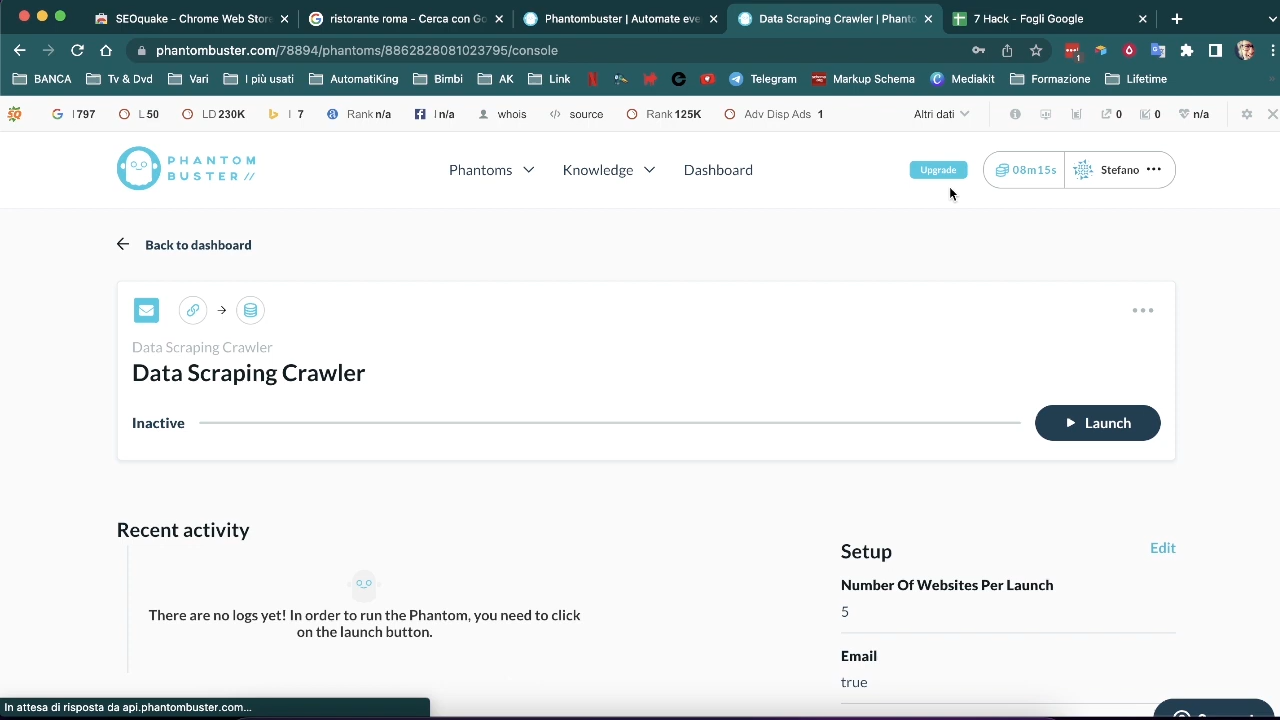 SEOquake - Chrome Web Store
ristorante roma - Cerca con Go
Phantombuster | Automate eve
Data Scraping Crawler | Phanto
7 Hack - Fogli Google
phantombuster.com/78894/phantoms/8862828081023795/console
BANCA Tv & Dvd Vari I più usati AutomatiKing Bimbi AK Link Telegram Markup Schema Mediakit Formazione Lifetime
I 797 L 50 LD 230K I 7 Rank n/a I n/a whois source Rank 125K Adv Disp Ads 1 Altri dati 0 0 n/a
PHANTOM
BUSTER //
Phantoms Knowledge Dashboard Upgrade 08m15s Stefano
Back to dashboard
Data Scraping Crawler
Data Scraping Crawler
Inactive Launch
Recent activity
There are no logs yet! In order to run the Phantom, you need to click
on the launch button.
Setup Edit
Number Of Websites Per Launch
5
Email
true
In attesa di risposta da api.phantombuster.com...